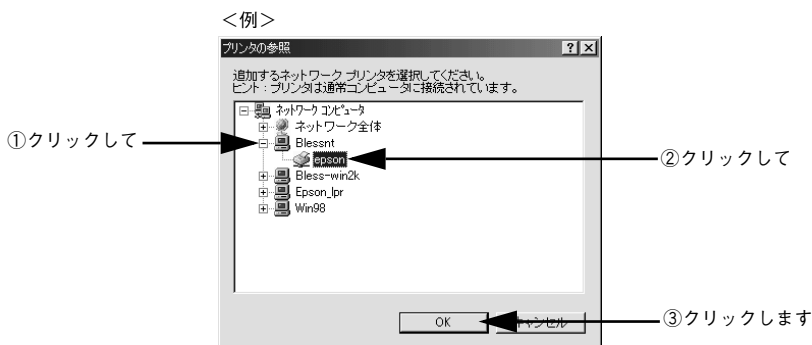 ＜例＞
プリンタの参照
追加するネットワーク プリンタを選択してください。
ヒント : プリンタは通常コンピュータに接続されています。
ネットワーク コンピュータ
ネットワーク全体
①クリックして
Blessnt
epson
②クリックして
Bless-win2k
Epson_lpr
Win98
OK
キャンセル
③クリックします